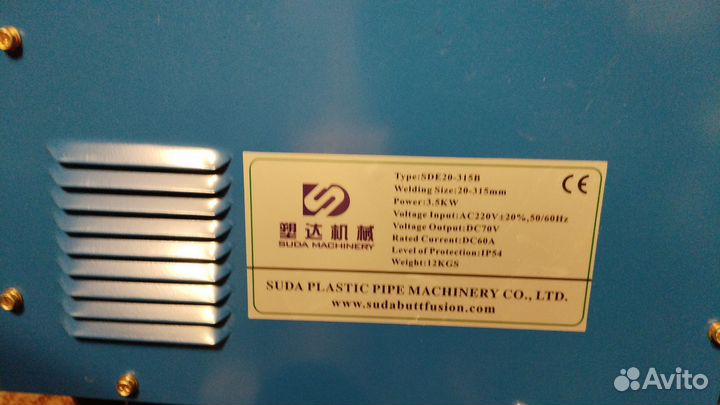 塑达机械
SUDA MACHINERY
Type:SDE20-315B
Welding Size:20-315mm
Power:3.5KW
Voltage Input:AC220V±20%,50/60Hz
Voltage Output:DC70V
Rated Current:DC60A
Level of Protection:IP54
Weight:12KGS
CE
SUDA PLASTIC PIPE MACHINERY CO., LTD.
www.sudabuttfusion.com
Avito